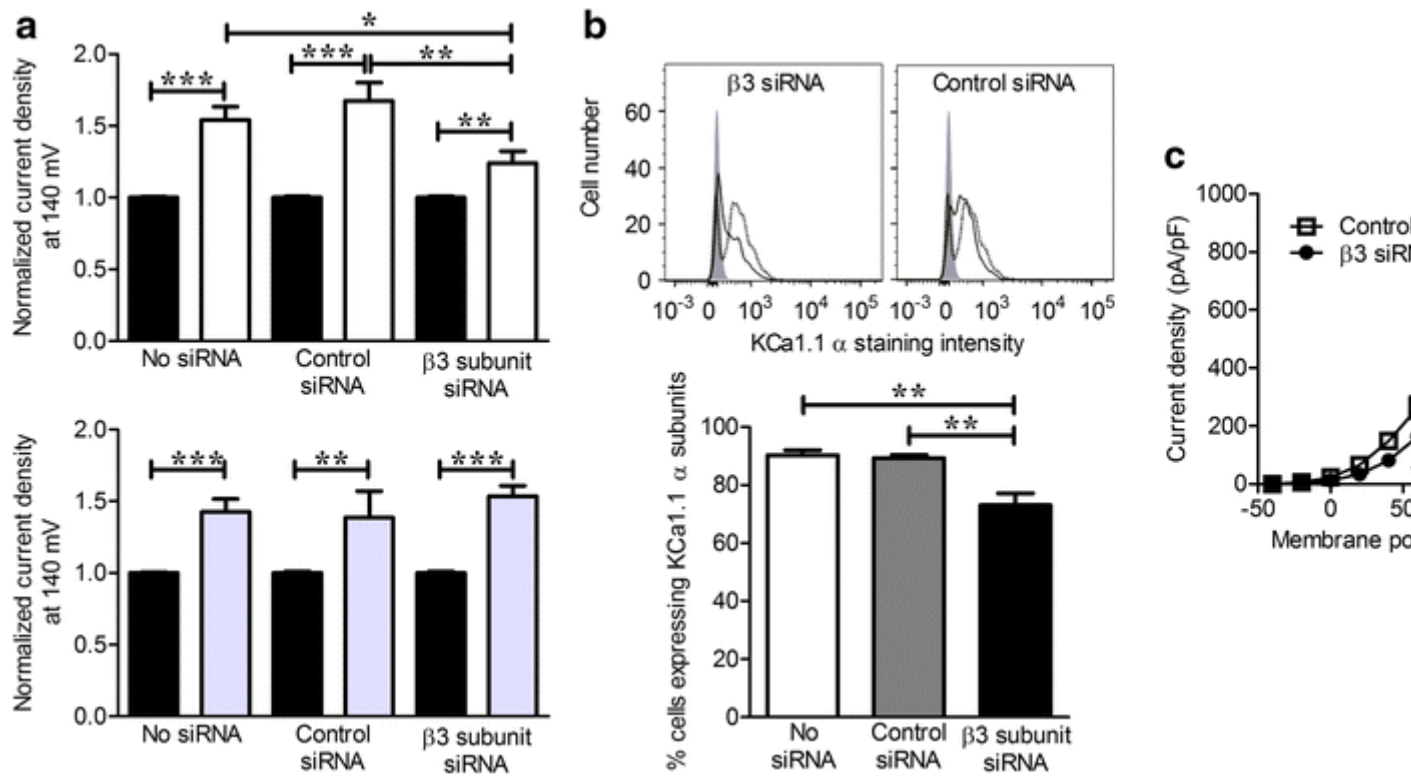 a
*
***
***
**
**
2.0
1.5
1.0
0.5
0.0
Normalized current density
at 140 mV
No siRNA
Control
siRNA
β3 subunit
siRNA
***
**
***
2.0
1.5
1.0
0.5
0.0
Normalized current density
at 140 mV
No siRNA
Control
siRNA
β3 subunit
siRNA
b
β3 siRNA
Control siRNA
60
40
20
0
Cell number
10-3 0 10³ 10⁴ 10⁵
10-3 0 10³ 10⁴ 10⁵
KCa1.1 α staining intensity
**
**
100
80
60
40
20
0
% cells expressing KCa1.1 α subunits
No
siRNA
Control
siRNA
β3 subunit
siRNA
c
1000
800
600
400
200
0
Current density (pA/pF)
Control
β3 siRN
-50 0 50
Membrane po